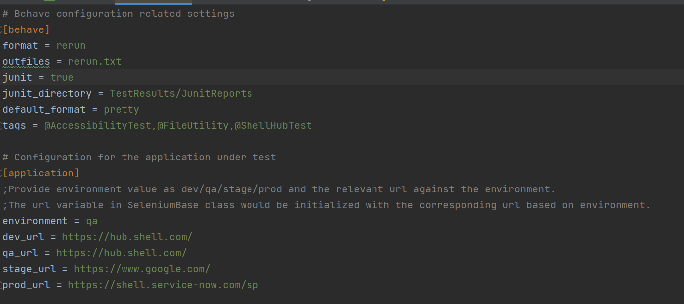 # Behave configuration related settings
[behave]
format = rerun
outfiles = rerun.txt
junit = true
junit_directory = TestResults/JunitReports
default_format = pretty
tags = @AccessibilityTest,@FileUtility,@ShellHubTest
# Configuration for the application under test
[application]
;Provide environment value as dev/qa/stage/prod and the relevant url against the environment.
;The url variable in SeleniumBase class would be initialized with the corresponding url based on environment.
environment = qa
dev_url = https://hub.shell.com/
qa_url = https://hub.shell.com/
stage_url = https://www.google.com/
prod_url = https://shell.service-now.com/sp